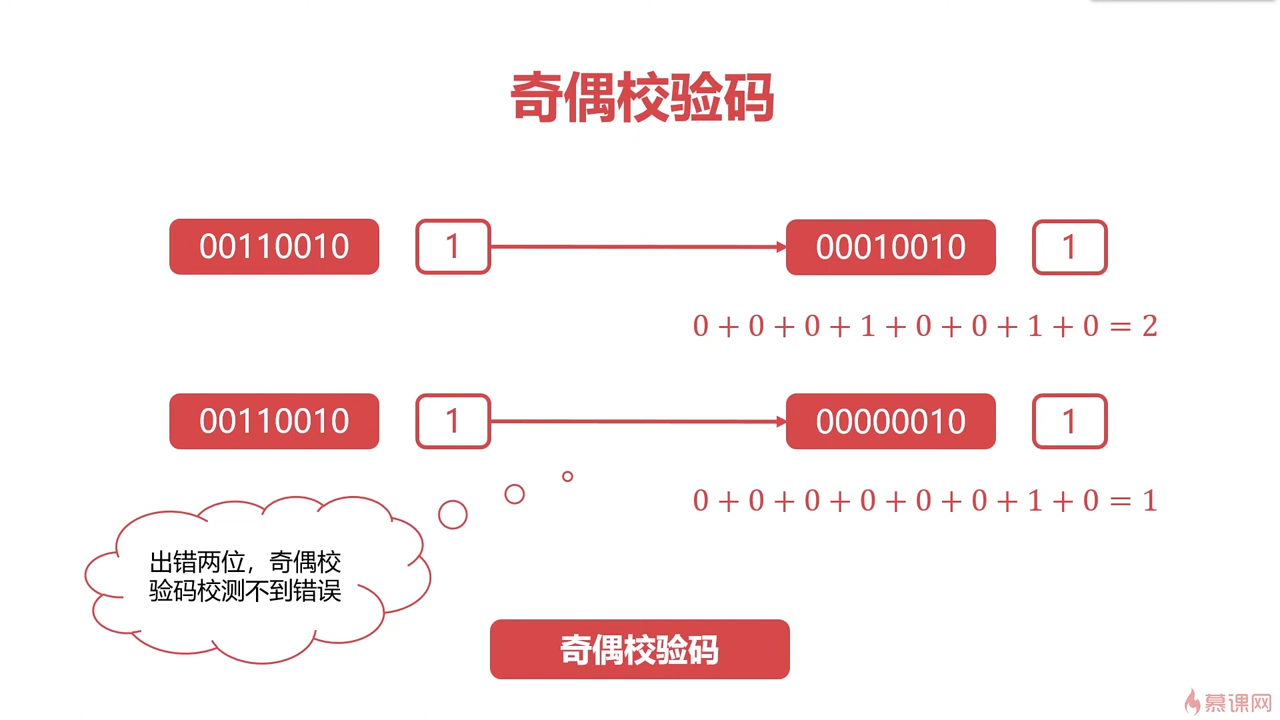 奇偶校验码
00110010 1 00010010 1
0+0+0+1+0+0+1+0=2
00110010 1 00000010 1
0+0+0+0+0+0+1+0=1
出错两位，奇偶校
验码校测不到错误
奇偶校验码
慕课网